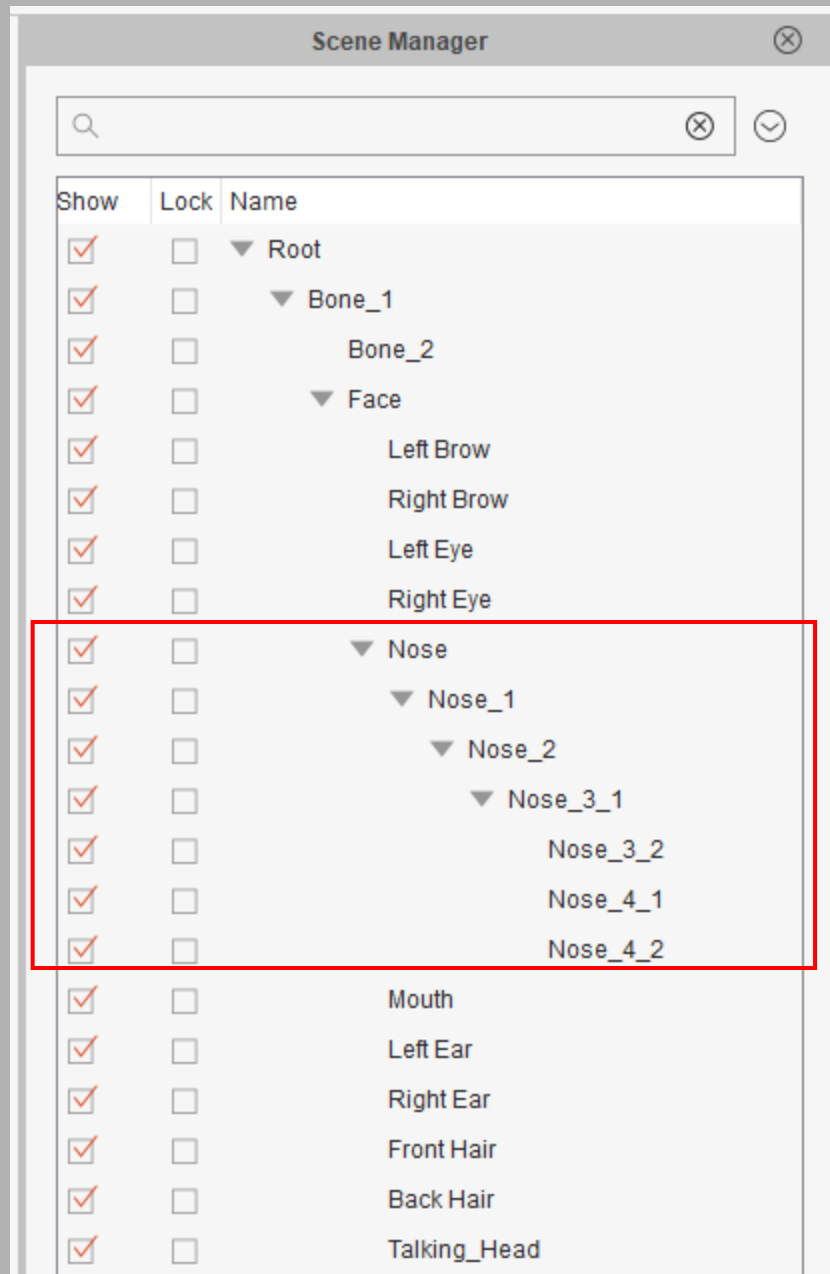 Scene Manager
Show Lock Name
Root
Bone_1
Bone_2
Face
Left Brow
Right Brow
Left Eye
Right Eye
Nose
Nose_1
Nose_2
Nose_3_1
Nose_3_2
Nose_4_1
Nose_4_2
Mouth
Left Ear
Right Ear
Front Hair
Back Hair
Talking_Head